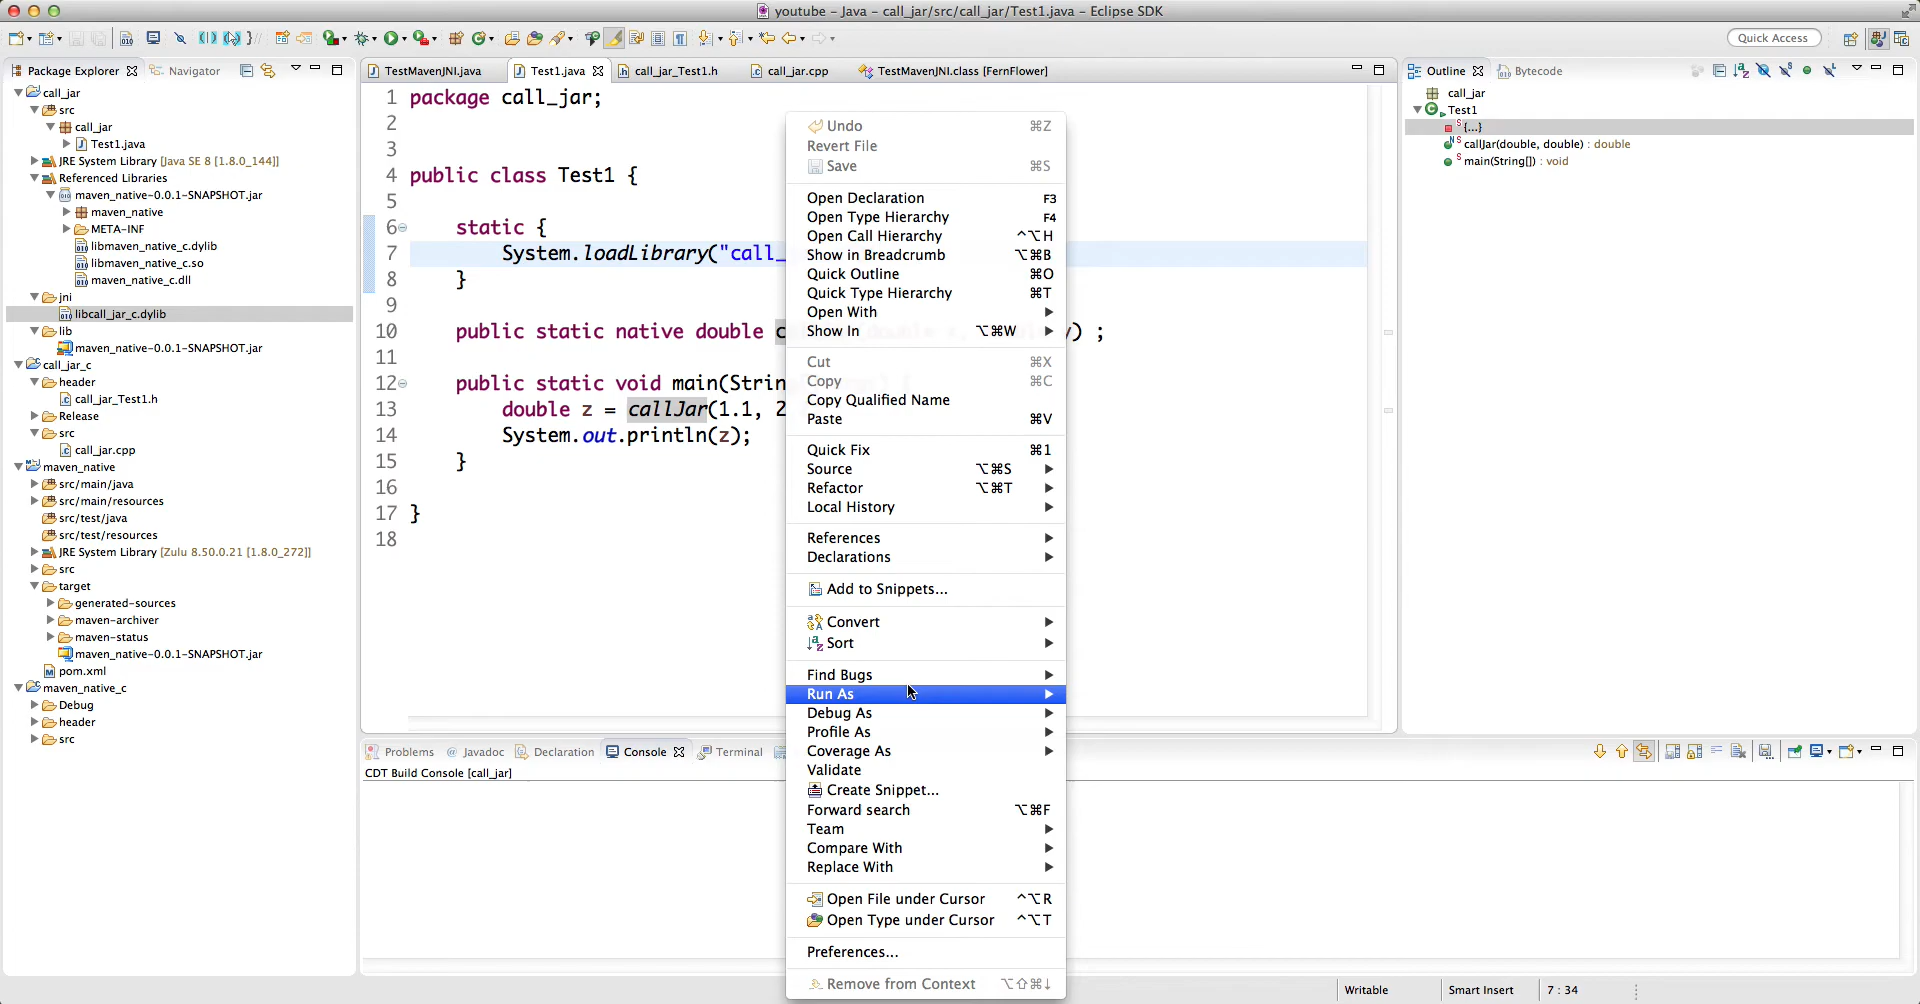 youtube - Java - call_jar/src/call_jar/Test1.java - Eclipse SDK
Quick Access
Package Explorer
Navigator
call_jar
src
call_jar
Test1.java
JRE System Library [Java SE 8 [1.8.0_144]]
Referenced Libraries
maven_native-0.0.1-SNAPSHOT.jar
maven_native
META-INF
libmaven_native_c.dylib
libmaven_native_c.so
maven_native_c.dll
jni
libcall_jar_c.dylib
lib
maven_native-0.0.1-SNAPSHOT.jar
call_jar_c
header
call_jar_Test1.h
Release
src
call_jar.cpp
maven_native
src/main/java
src/main/resources
src/test/java
src/test/resources
JRE System Library [Zulu 8.50.0.21 [1.8.0_272]]
src
target
generated-sources
maven-archiver
maven-status
maven_native-0.0.1-SNAPSHOT.jar
pom.xml
maven_native_c
Debug
header
src
TestMavenJNI.java
Test1.java
call_jar_Test1.h
call_jar.cpp
TestMavenJNI.class [FernFlower]
1 package call_jar;
2
3
4 public class Test1 {
5
6 static {
7 System.loadLibrary("call_
8 }
9
10 public static native double c y) ;
11
12 public static void main(Strin
13 double z = callJar(1.1, 2
14 System.out.println(z);
15 }
16
17 }
18
Undo ⌘Z
Revert File
Save ⌘S
Open Declaration F3
Open Type Hierarchy F4
Open Call Hierarchy ^⌥H
Show in Breadcrumb ⌥⌘B
Quick Outline ⌘O
Quick Type Hierarchy ⌘T
Open With
Show In ⌥⌘W
Cut ⌘X
Copy ⌘C
Copy Qualified Name
Paste ⌘V
Quick Fix ⌘1
Source ⌥⌘S
Refactor ⌥⌘T
Local History
References
Declarations
Add to Snippets...
Convert
Sort
Find Bugs
Run As
Debug As
Profile As
Coverage As
Validate
Create Snippet...
Forward search ⌥⌘F
Team
Compare With
Replace With
Open File under Cursor ^⌥R
Open Type under Cursor ^⌥T
Preferences...
Remove from Context ⌥⇧⌘↓
Outline
Bytecode
call_jar
Test1
{...}
callJar(double, double) : double
main(String[]) : void
Problems
Javadoc
Declaration
Console
Terminal
CDT Build Console [call_jar]
Writable
Smart Insert
7 : 34